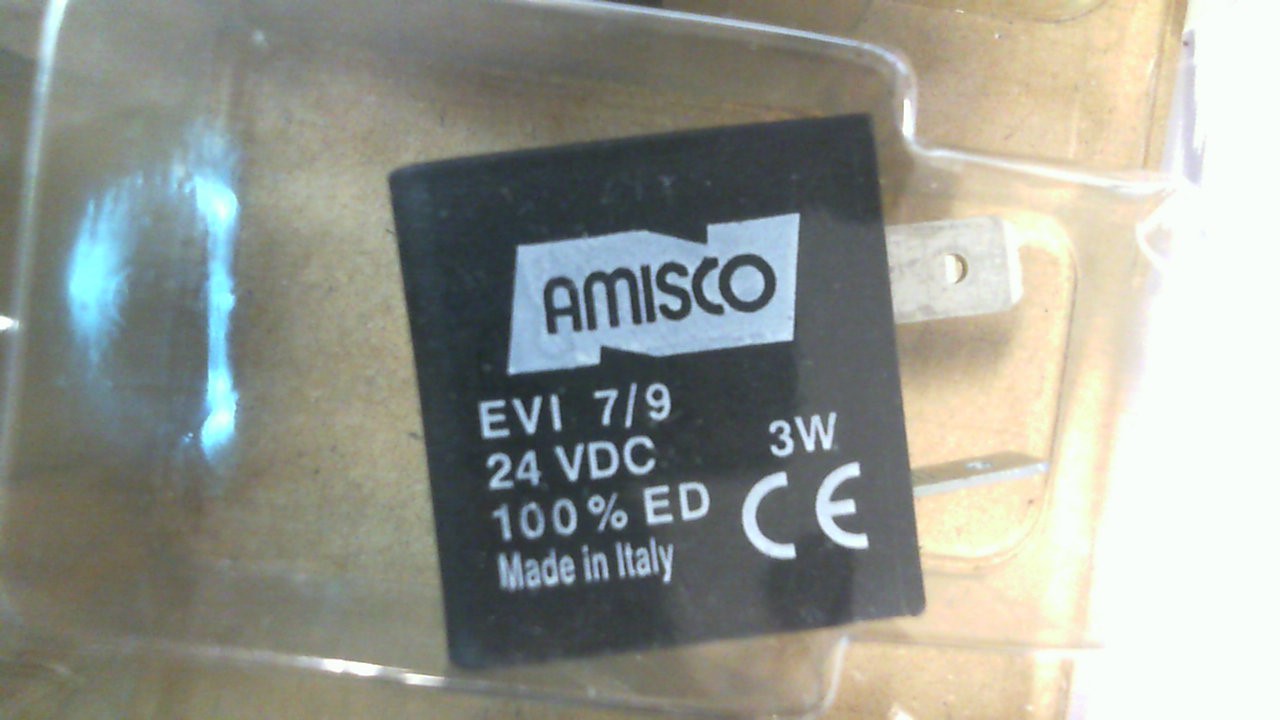 AMISCO
EVI 7/9
24 VDC
3W
100% ED
CE
Made in Italy